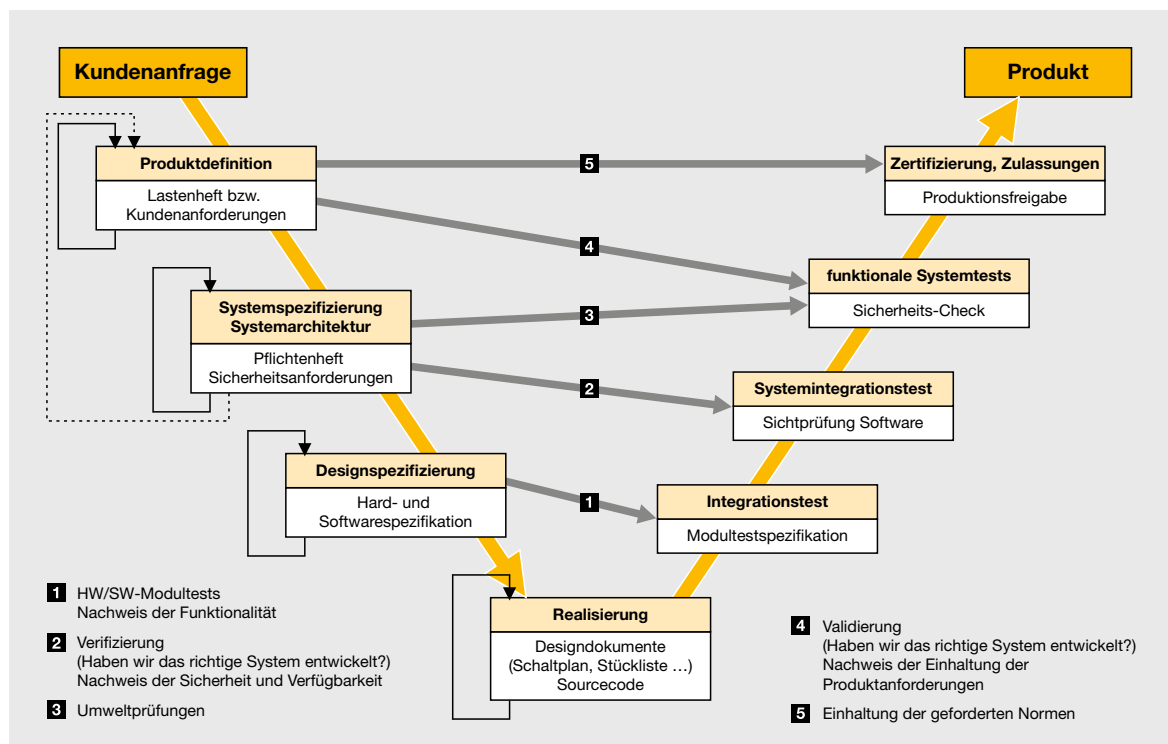 Kundenanfrage
Produkt
Produktdefinition
Lastenheft bzw.
Kundenanforderungen
5
Zertifizierung, Zulassungen
Produktionsfreigabe
4
funktionale Systemtests
Sicherheits-Check
Systemspezifizierung
Systemarchitektur
Pflichtenheft
Sicherheitsanforderungen
3
2
Systemintegrationstest
Sichtprüfung Software
Designspezifizierung
Hard- und
Softwarespezifikation
1
Integrationstest
Modultestspezifikation
Realisierung
Designdokumente
(Schaltplan, Stückliste ...)
Sourcecode
1 HW/SW-Modultests
Nachweis der Funktionalität
2 Verifizierung
(Haben wir das richtige System entwickelt?)
Nachweis der Sicherheit und Verfügbarkeit
3 Umweltprüfungen
4 Validierung
(Haben wir das richtige System entwickelt?)
Nachweis der Einhaltung der
Produktanforderungen
5 Einhaltung der geforderten Normen